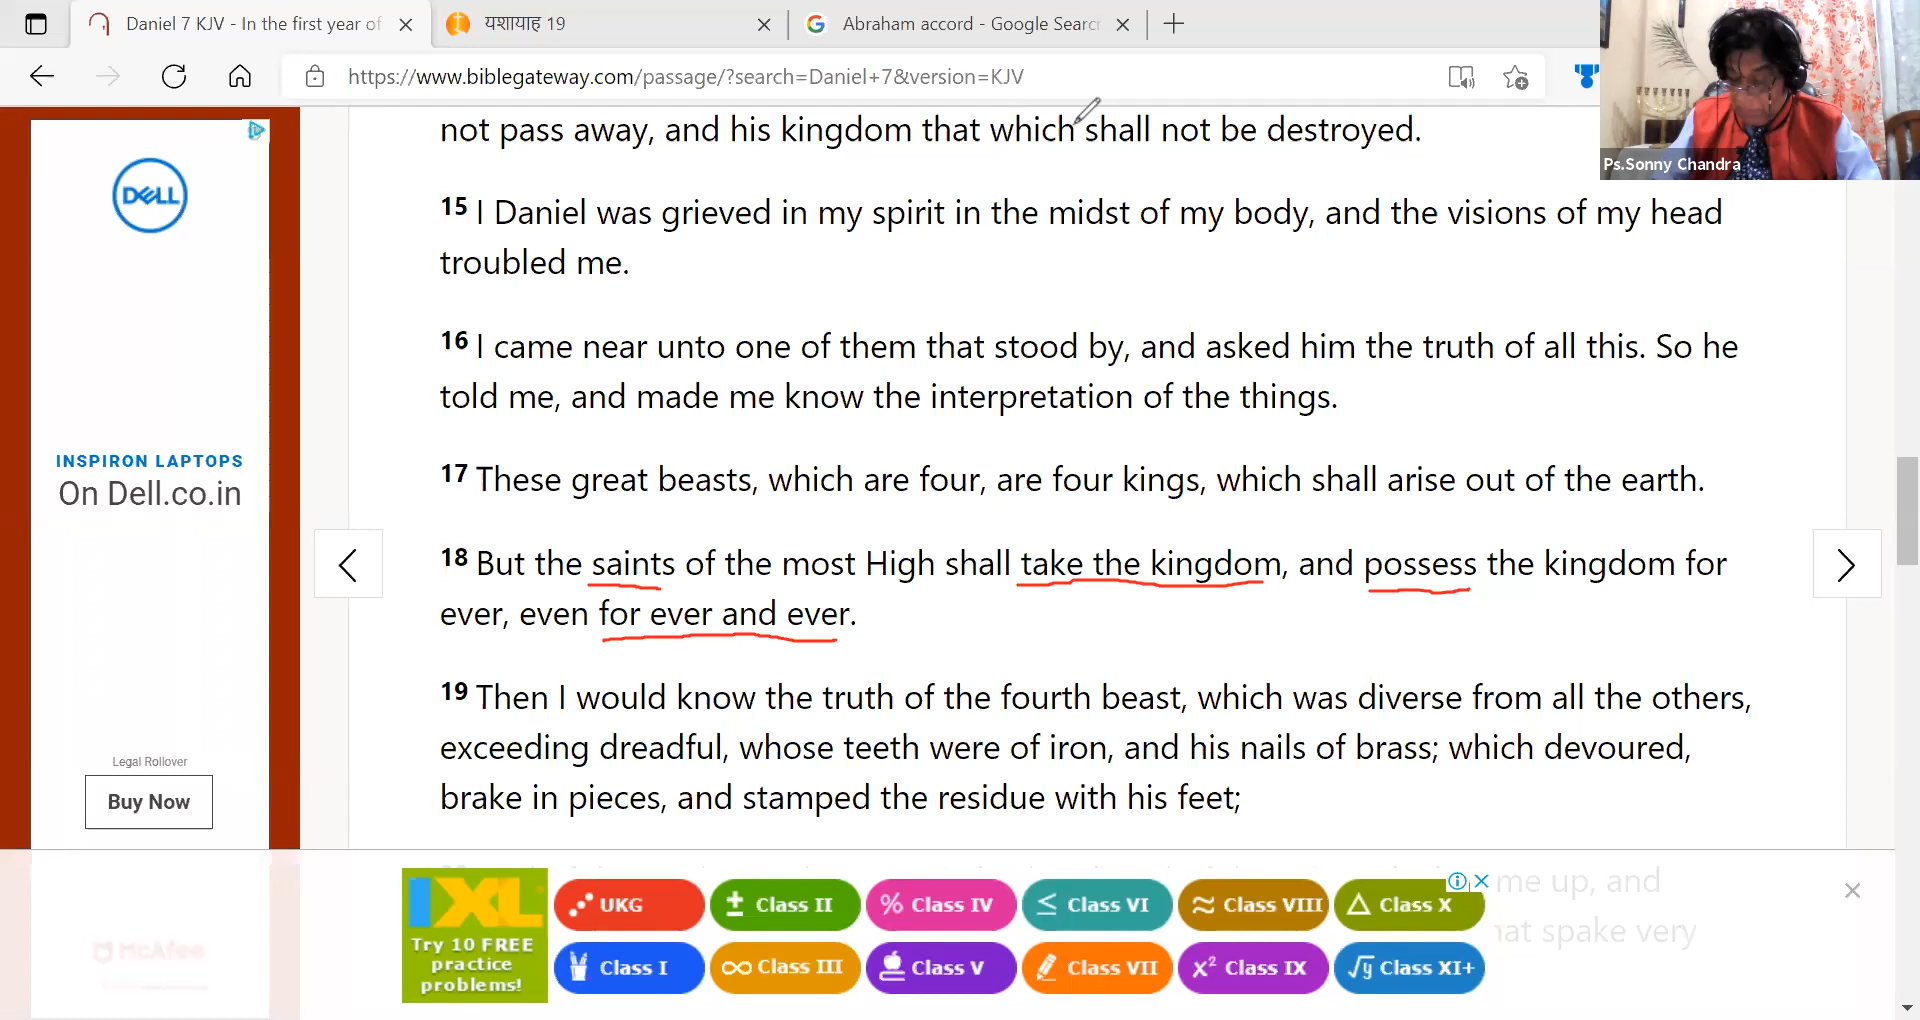 Daniel 7 KJV - In the first year of
यशायाह 19
Abraham accord - Google Searc
https://www.biblegateway.com/passage/?search=Daniel+7&version=KJV
Ps.Sonny Chandra
not pass away, and his kingdom that which shall not be destroyed.
15 I Daniel was grieved in my spirit in the midst of my body, and the visions of my head
troubled me.
16 I came near unto one of them that stood by, and asked him the truth of all this. So he
told me, and made me know the interpretation of the things.
17 These great beasts, which are four, are four kings, which shall arise out of the earth.
18 But the saints of the most High shall take the kingdom, and possess the kingdom for
ever, even for ever and ever.
19 Then I would know the truth of the fourth beast, which was diverse from all the others,
exceeding dreadful, whose teeth were of iron, and his nails of brass; which devoured,
brake in pieces, and stamped the residue with his feet;
me up, and
hat spake very
DELL
INSPIRON LAPTOPS
On Dell.co.in
Legal Rollover
Buy Now
McAfee
IXL
Try 10 FREE
practice
problems!
UKG
± Class II
% Class IV
≤ Class VI
≈ Class VIII
△ Class X
Class I
∞ Class III
Class V
Class VII
x² Class IX
√y Class XI+